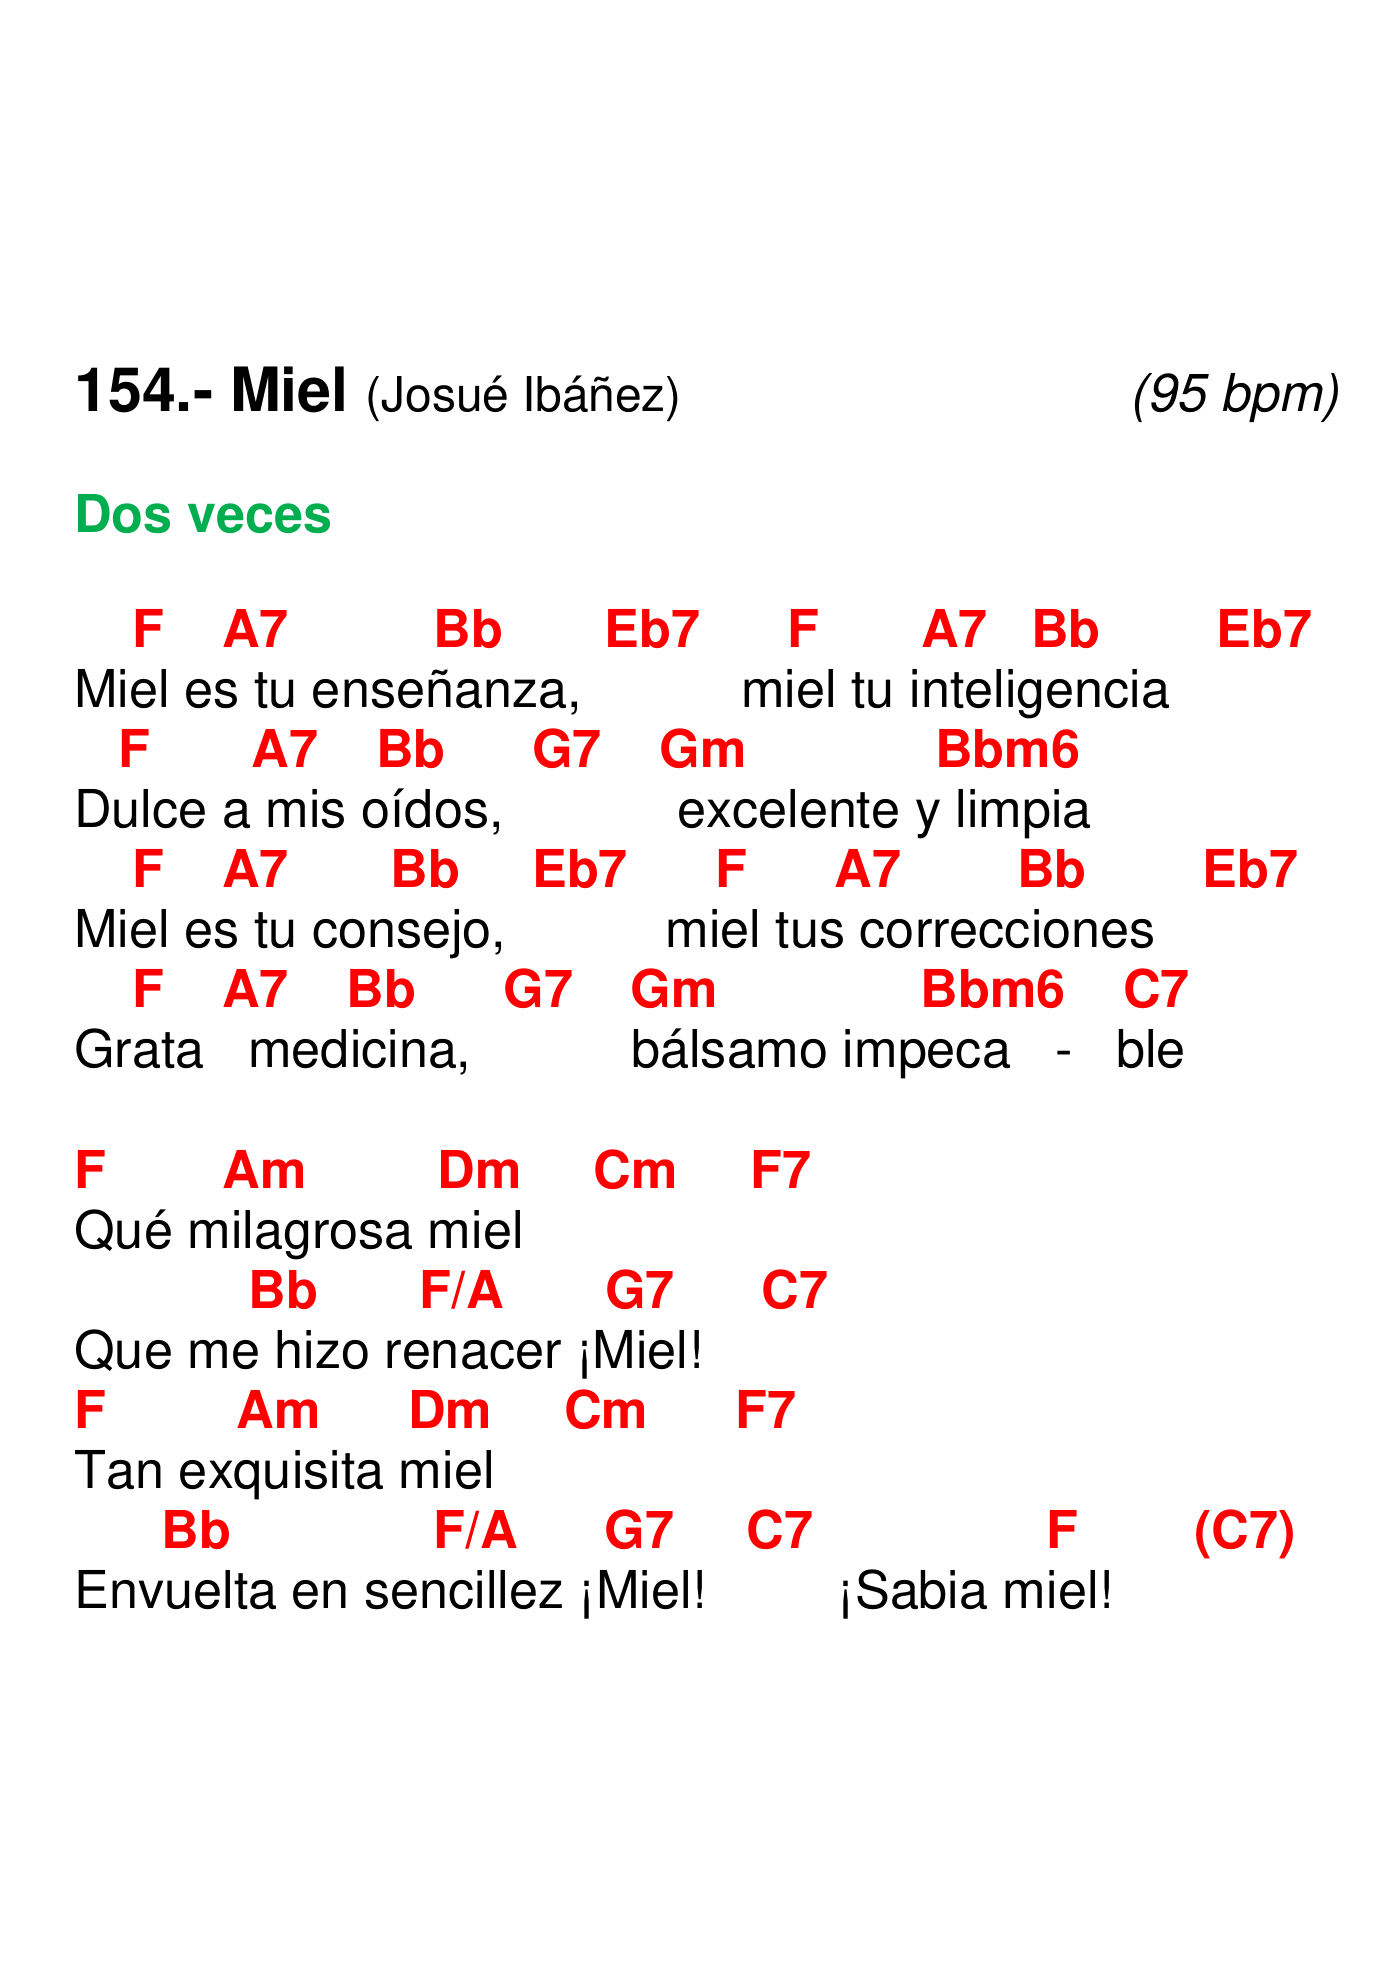 154.- Miel (Josué Ibáñez) (95 bpm)
Dos veces
F A7 Bb Eb7 F A7 Bb Eb7
Miel es tu enseñanza, miel tu inteligencia
F A7 Bb G7 Gm Bbm6
Dulce a mis oídos, excelente y limpia
F A7 Bb Eb7 F A7 Bb Eb7
Miel es tu consejo, miel tus correcciones
F A7 Bb G7 Gm Bbm6 C7
Grata medicina, bálsamo impeca - ble
F Am Dm Cm F7
Qué milagrosa miel
Bb F/A G7 C7
Que me hizo renacer ¡Miel!
F Am Dm Cm F7
Tan exquisita miel
Bb F/A G7 C7 F (C7)
Envuelta en sencillez ¡Miel! ¡Sabia miel!